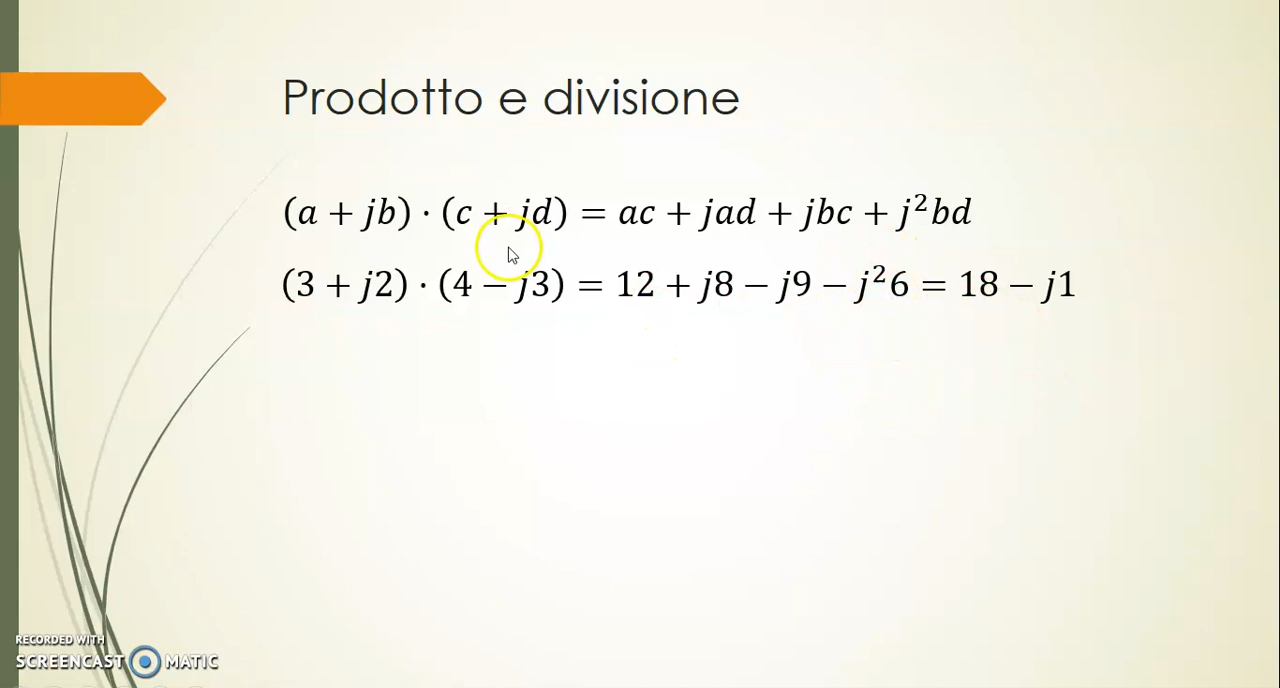 Prodotto e divisione
(a + jb) · (c + jd) = ac + jad + jbc + j²bd
(3 + j2) · (4 − j3) = 12 + j8 − j9 − j²6 = 18 − j1
RECORDED WITH
SCREENCAST MATIC